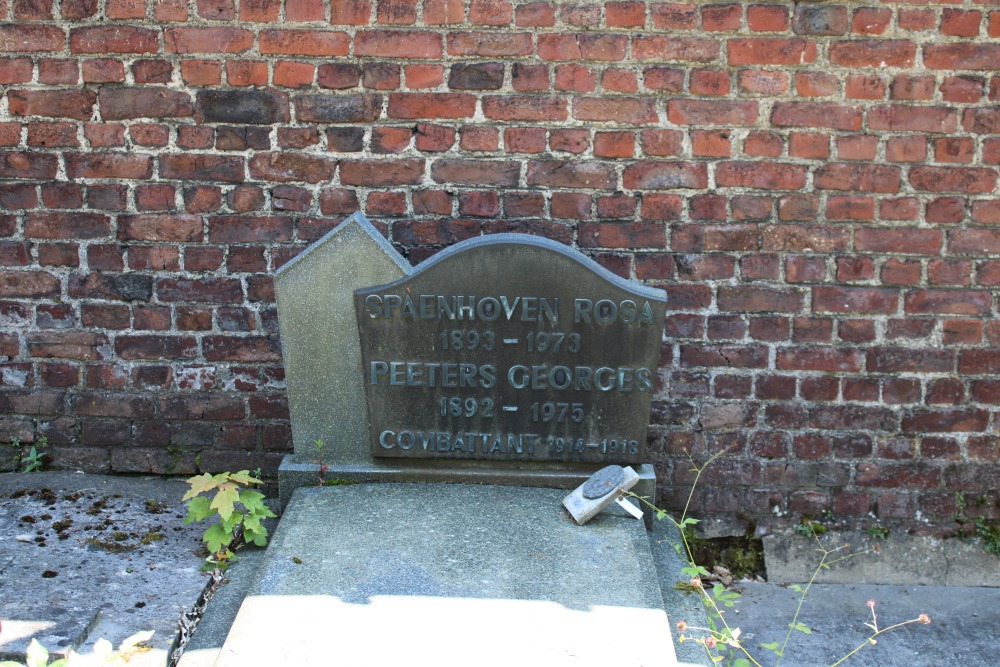 SPAENHOVEN ROSA
1893 - 1973
PEETERS GEORGES
1892 - 1975
COMBATTANT 1914-1918